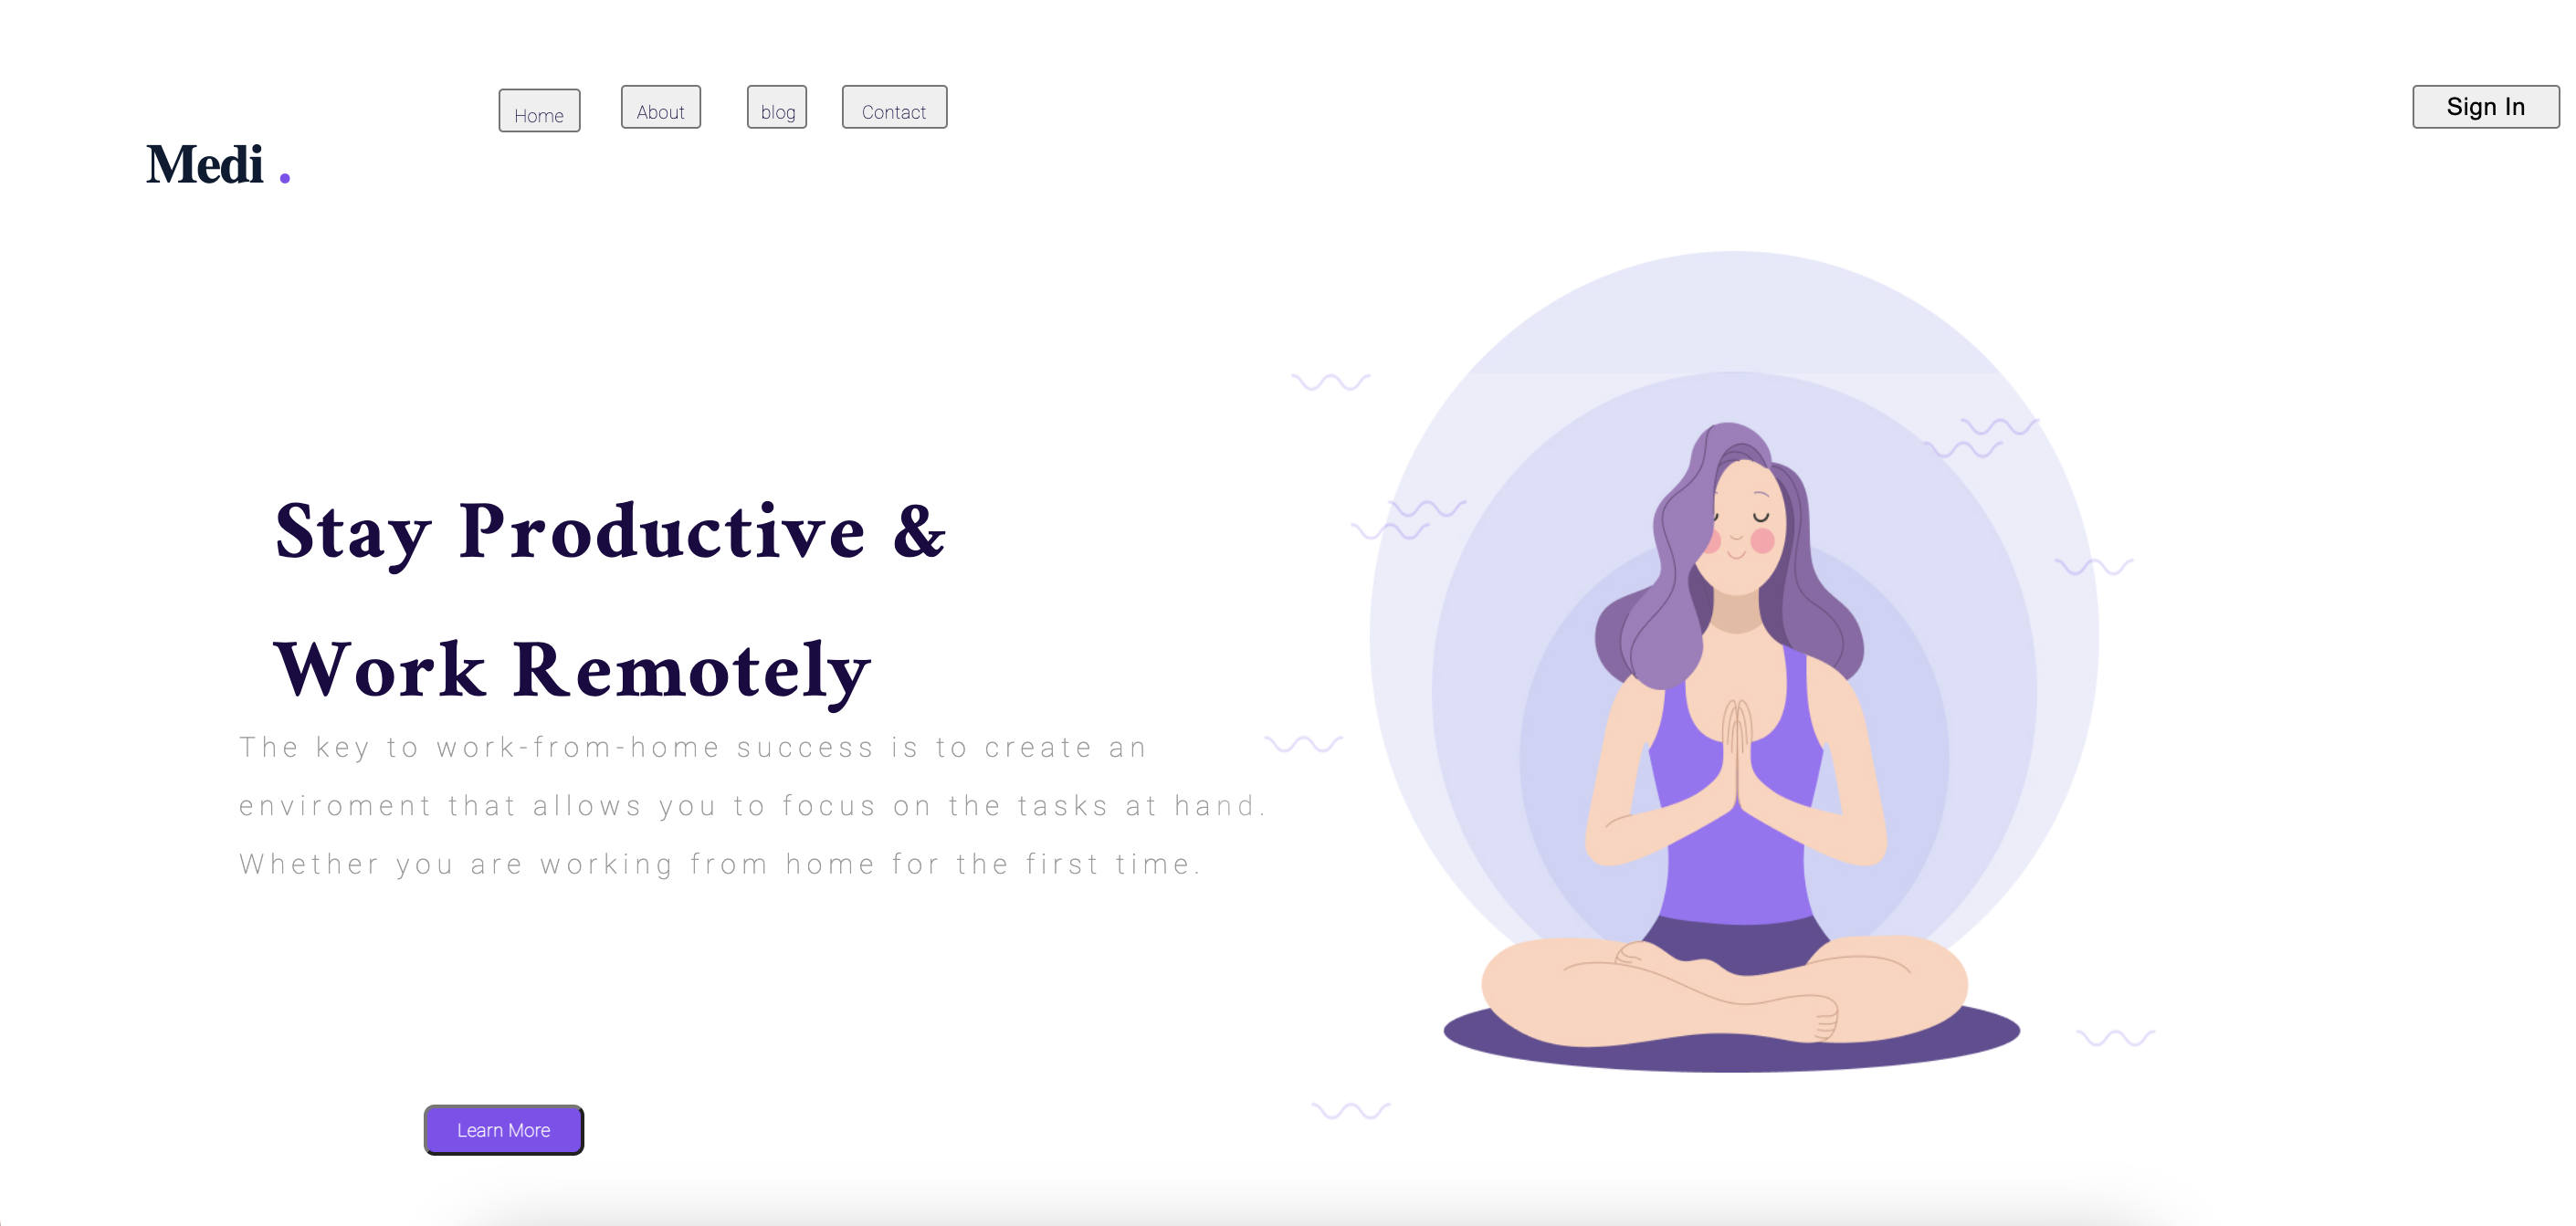 Home
About
blog
Contact
Sign In
Medi .
Stay Productive &
Work Remotely
The key to work-from-home success is to create an
enviroment that allows you to focus on the tasks at hand.
Whether you are working from home for the first time.
Learn More